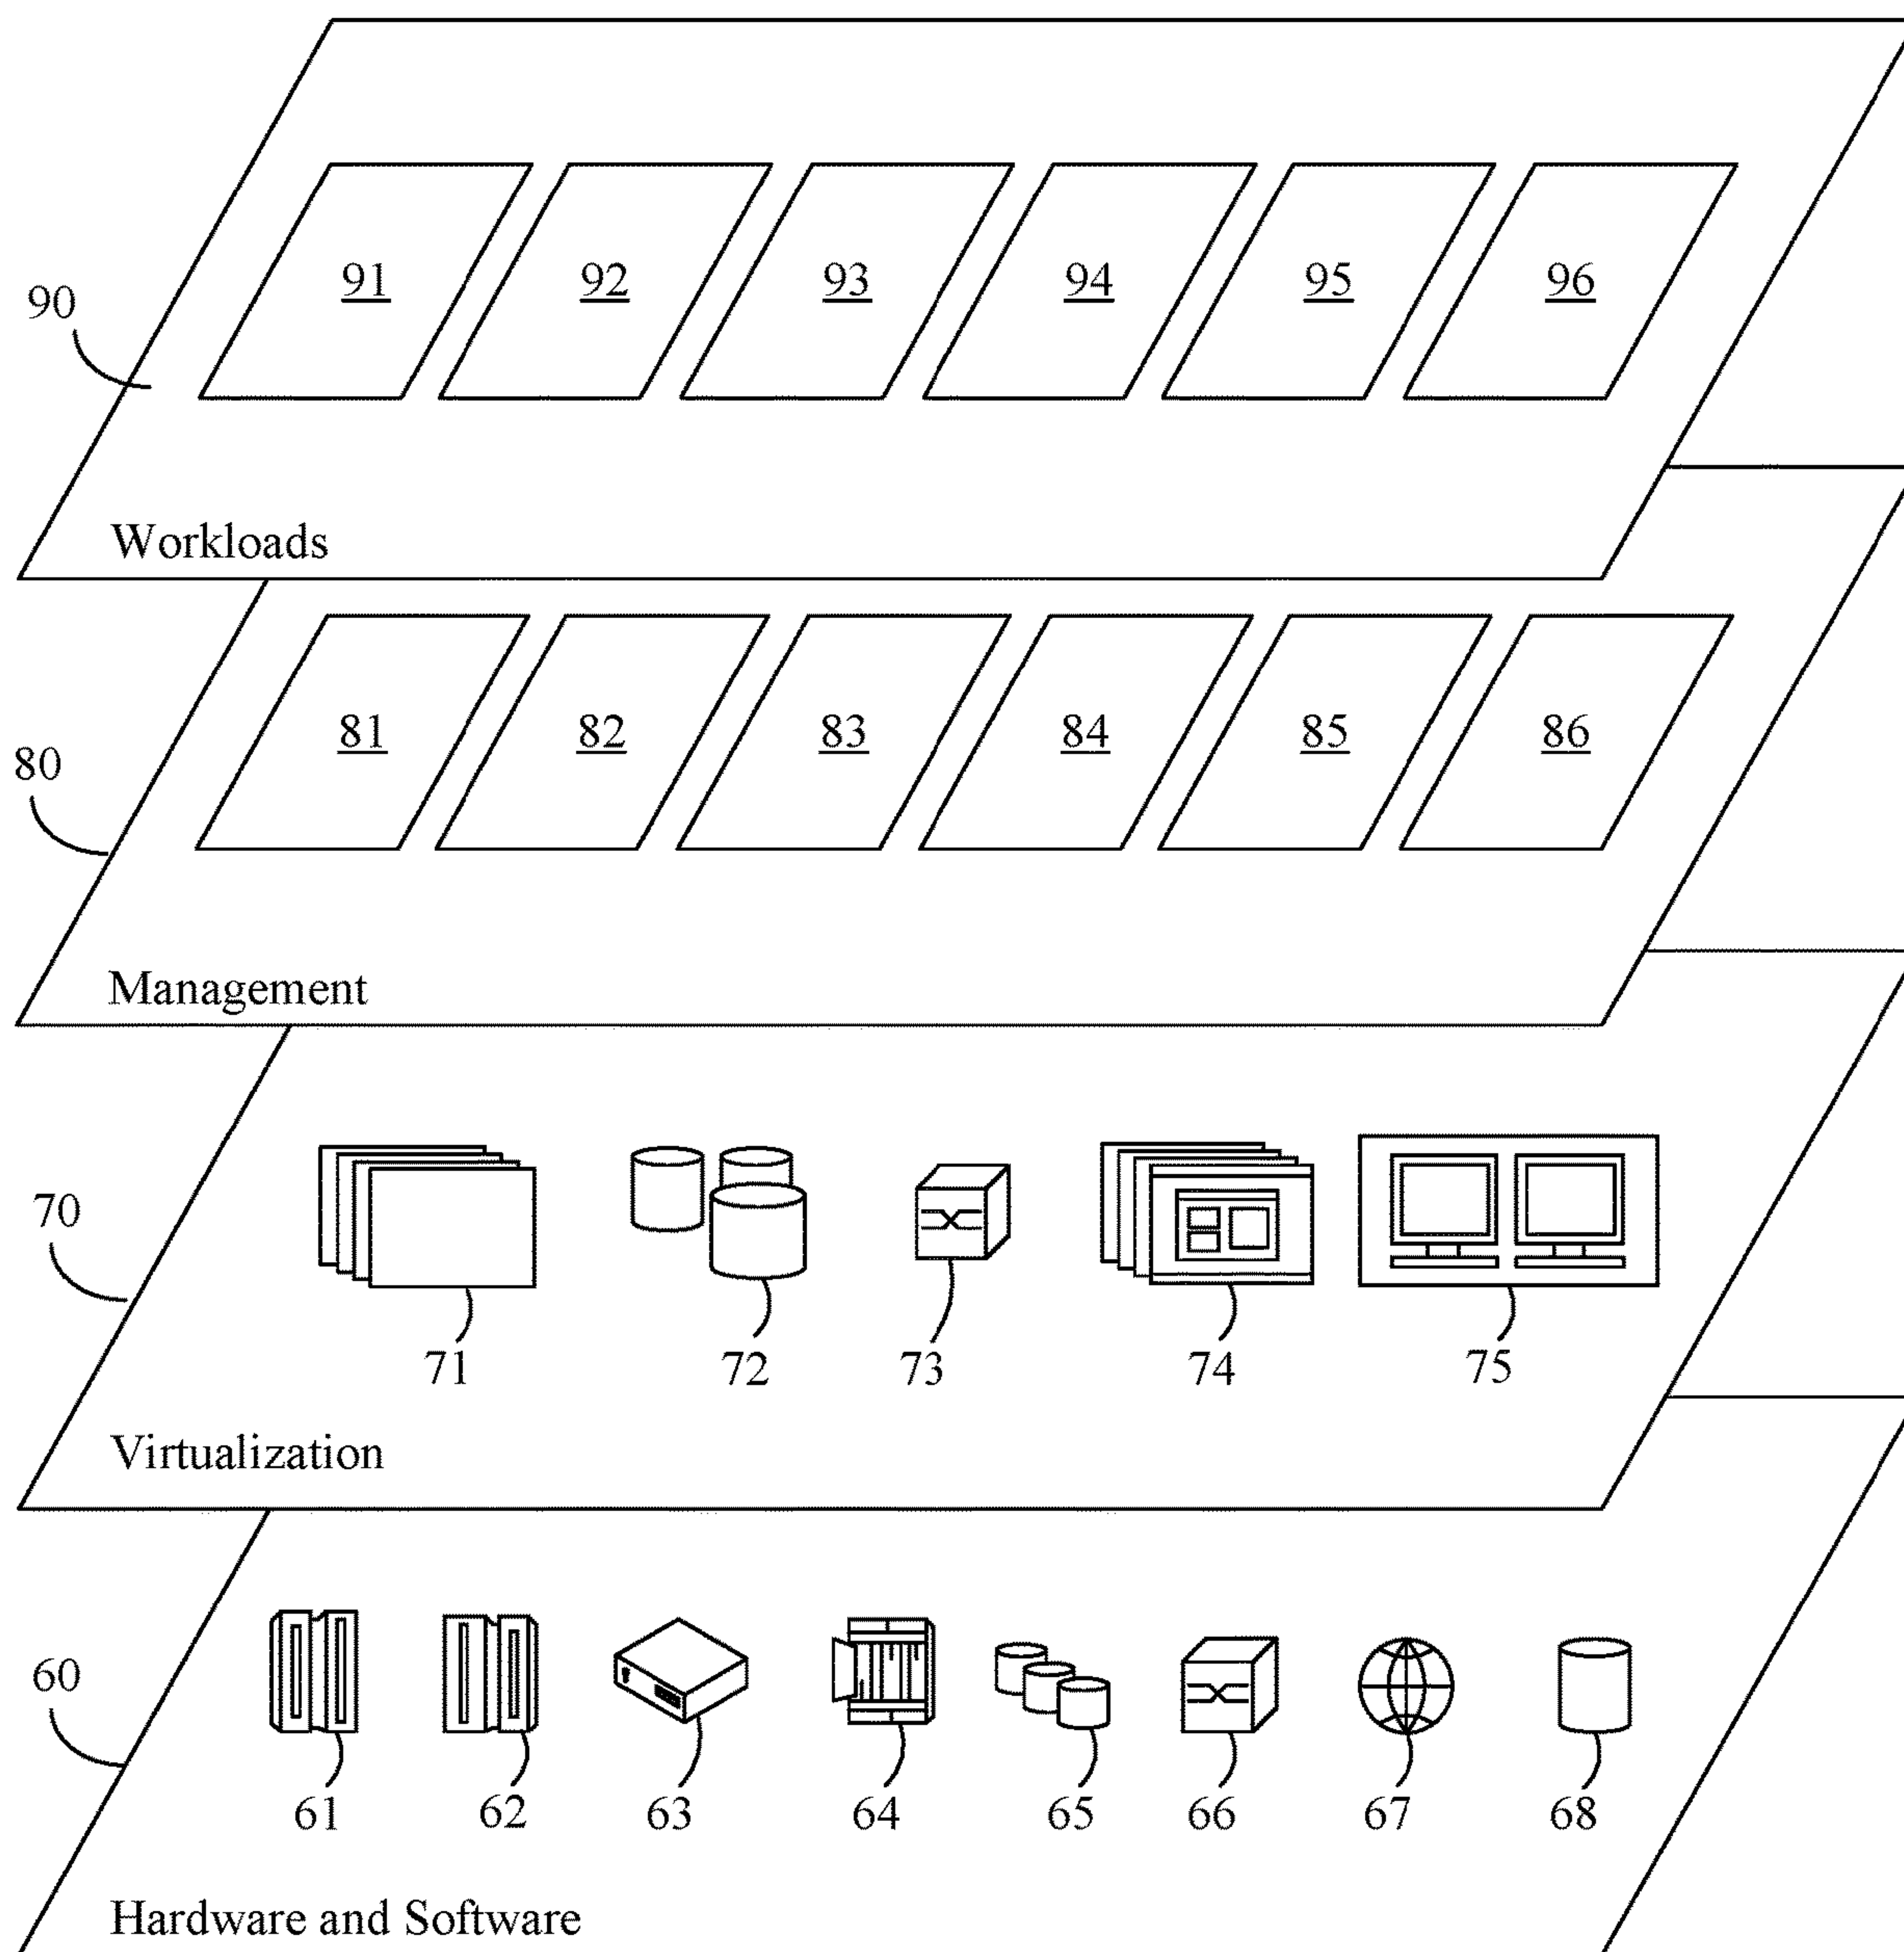 91 92 93 94 95 96
90
Workloads
81 82 83 84 85 86
80
Management
70
71 72 73 74 75
Virtualization
60
61 62 63 64 65 66 67 68
Hardware and Software